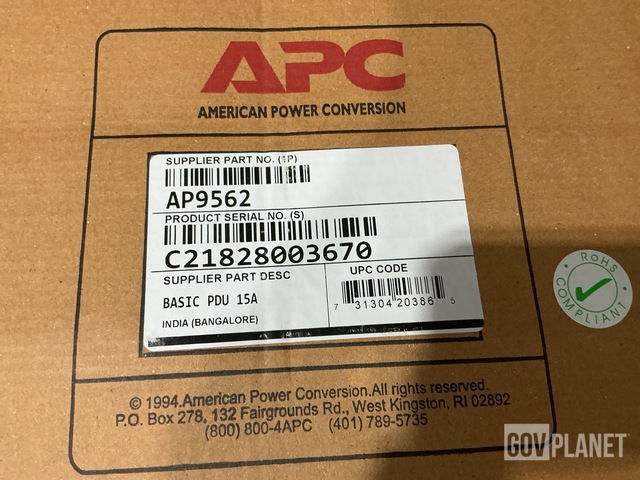 APC
AMERICAN POWER CONVERSION
SUPPLIER PART NO. (1P)
AP9562
PRODUCT SERIAL NO. (S)
C21828003670
SUPPLIER PART DESC
UPC CODE
BASIC PDU 15A
7 31304 20386 5
INDIA (BANGALORE)
RoHS
COMPLIANT
© 1994.American Power Conversion.All rights reserved.
P.O. Box 278, 132 Fairgrounds Rd., West Kingston, RI 02892
(800) 800-4APC (401) 789-5735
GOVPLANET